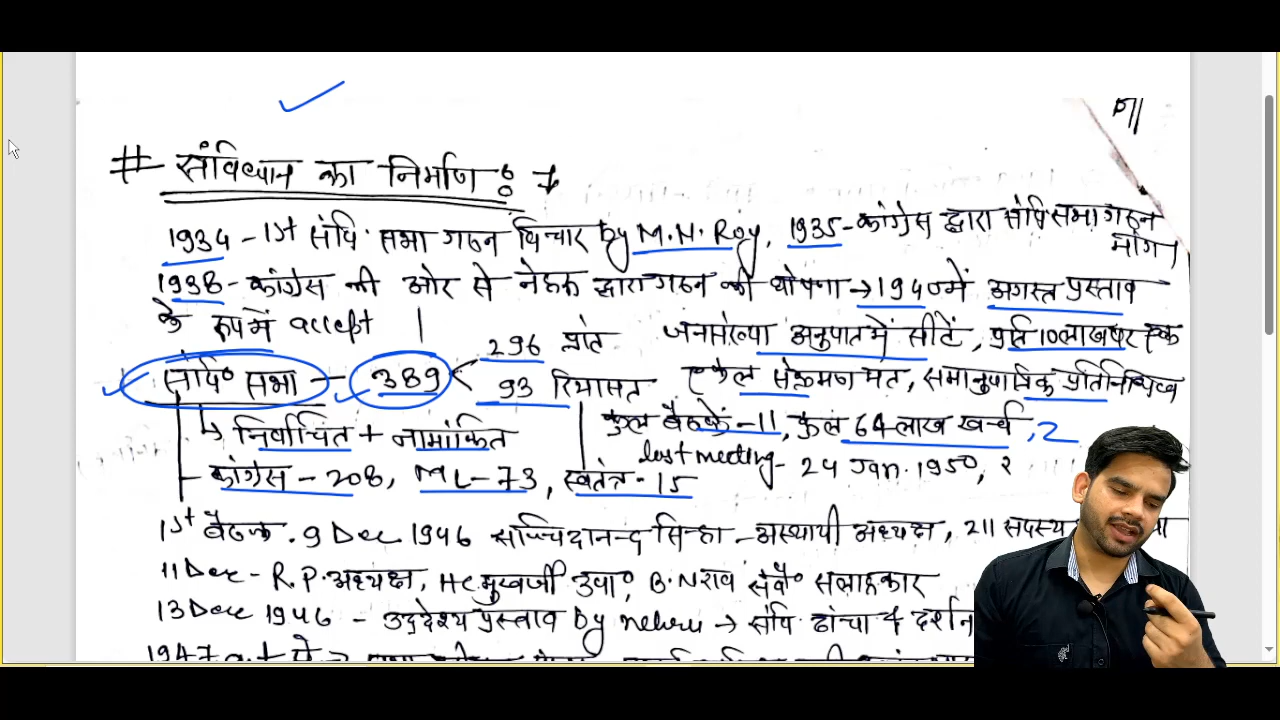 # संविधान का निर्माण :→
1934 - 1st संवि. सभा गठन विचार by M.N. Roy, 1935 - कांग्रेस द्वारा संवि सभा गठन
मांग।
1938 - कांग्रेस की ओर से नेहरू द्वारा गठन की घोषणा → 1940 में अगस्त प्रस्ताव
के रूप में accept
संवि० सभा - 389 < 296 प्रांत जनसंख्या अनुपात में सीटें, प्रति 10 लाख पर एक
93 रियासत एकल संक्रमण मत, समानुपातिक प्रतिनिधित्व
↳ निर्वाचित + नामांकित कुल बैठकें - 11, कुल 64 लाख खर्च, 2
last meeting - 24 Jan. 1950, 2
- कांग्रेस - 208, ML - 73, स्वतंत्र - 15
1st बैठक. 9 Dec 1946 सच्चिदानन्द सिन्हा - अस्थायी अध्यक्ष, 211 सदस्य
11 Dec - R.P. अध्यक्ष, HC मुखर्जी उपा०, B.N राव संवै० सलाहकार
13 Dec 1946 - उद्देश्य प्रस्ताव by nehru → संवि ढांचा व दर्शन